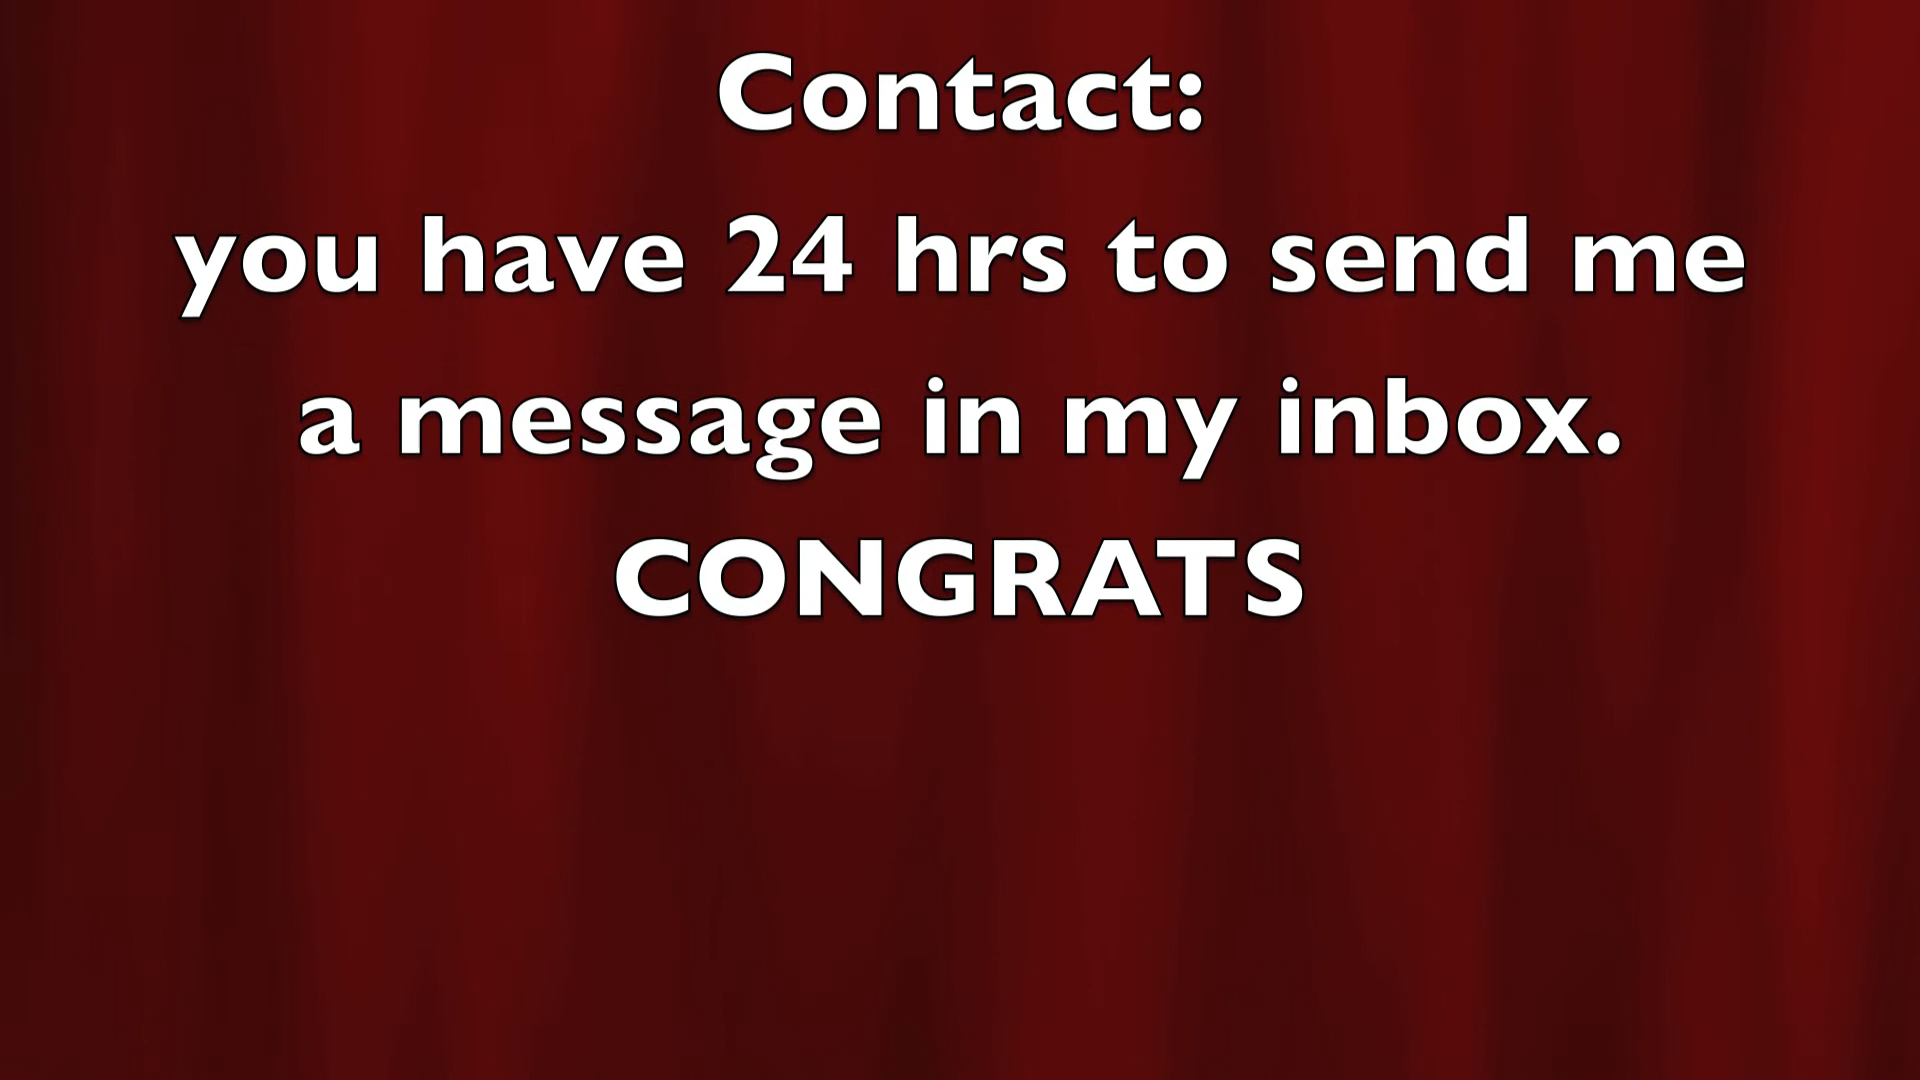 Contact:
you have 24 hrs to send me
a message in my inbox.
CONGRATS